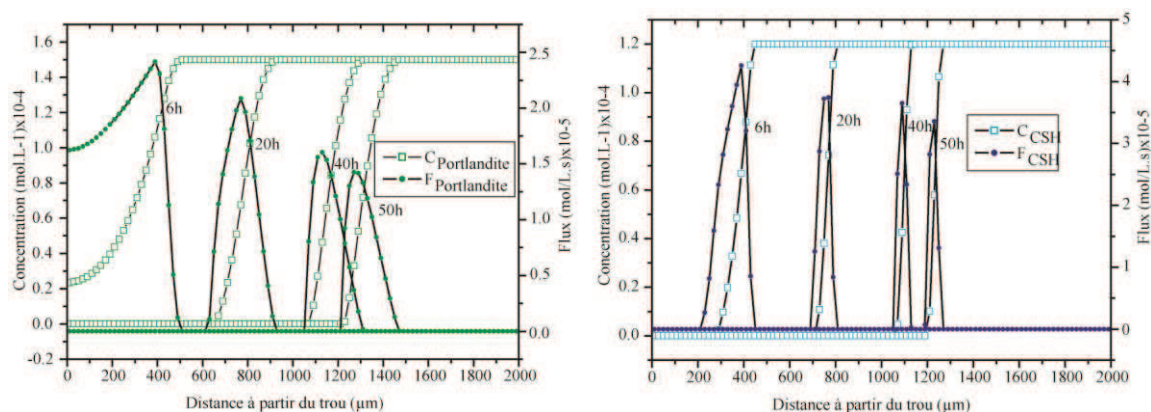 Concentration (mol.L-1)x10-4
1.6
1.4
1.2
1.0
0.8
0.6
0.4
0.2
0.0
-0.2
6h
20h
40h
50h
C Portlandite
F Portlandite
2.5
2.0
1.5
1.0
0.5
0.0
Flux (mol/L.s)x10-5
0 200 400 600 800 1000 1200 1400 1600 1800 2000
Distance à partir du trou (µm)
Concentration (mol.L-1)x10-4
1.2
1.0
0.8
0.6
0.4
0.2
0.0
6h
20h
40h
50h
C CSH
F CSH
5
4
3
2
1
0
Flux (mol/L.s)x10-5
0 200 400 600 800 1000 1200 1400 1600 1800 2000
Distance à partir du trou (µm)